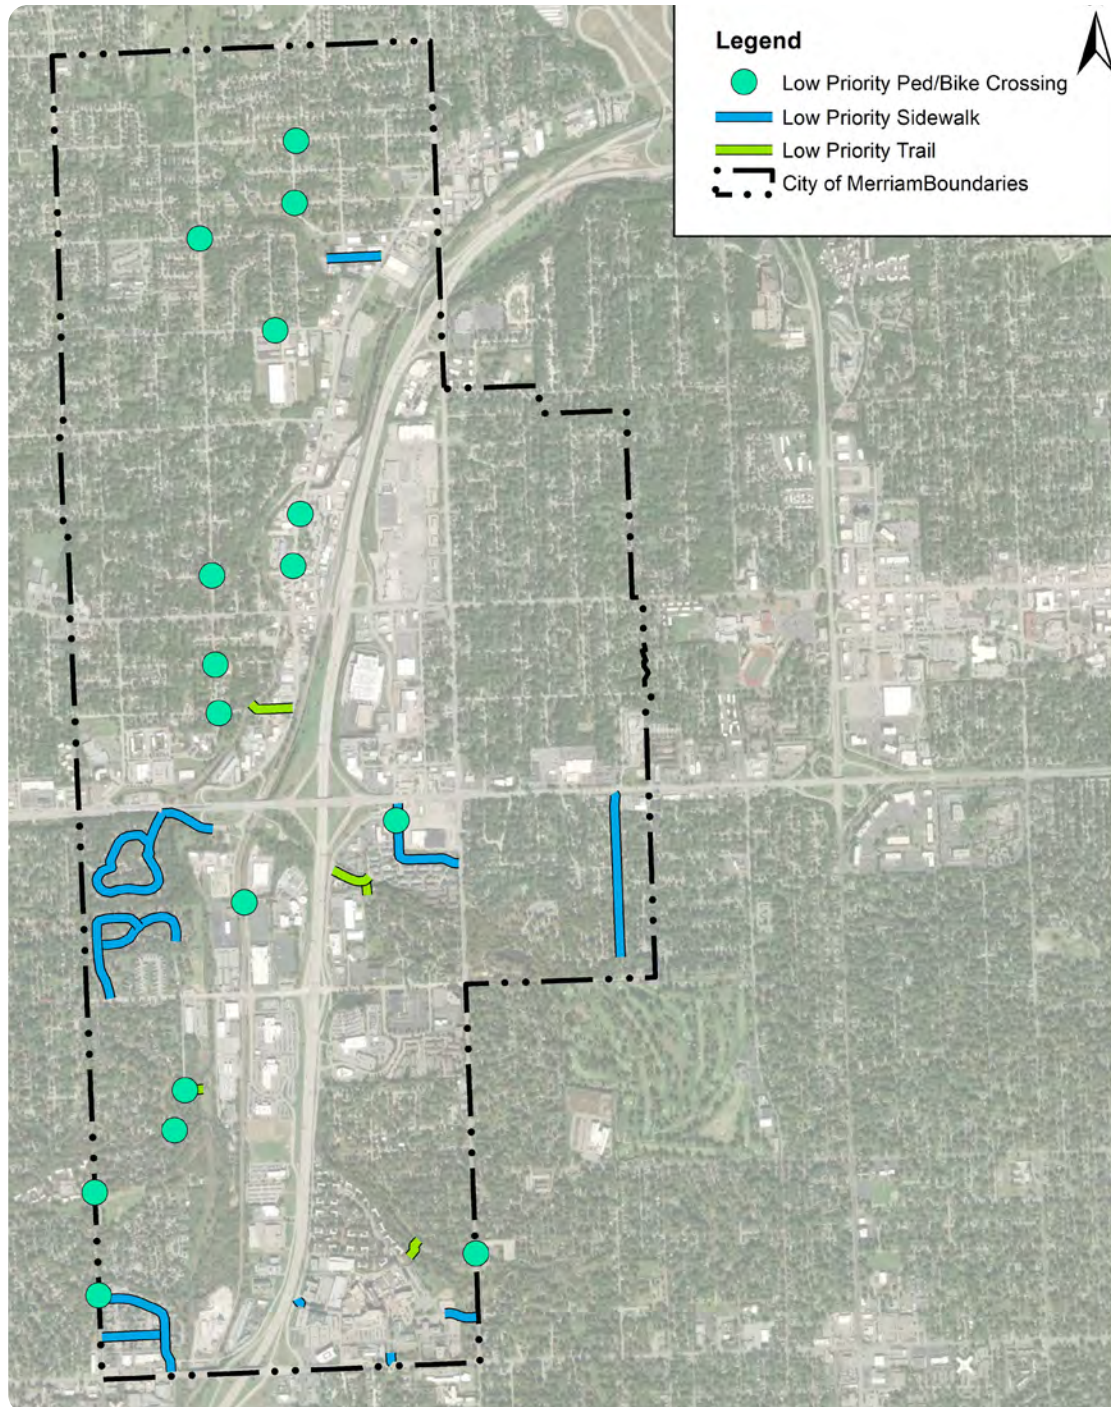 Legend
Low Priority Ped/Bike Crossing
Low Priority Sidewalk
Low Priority Trail
City of MerriamBoundaries